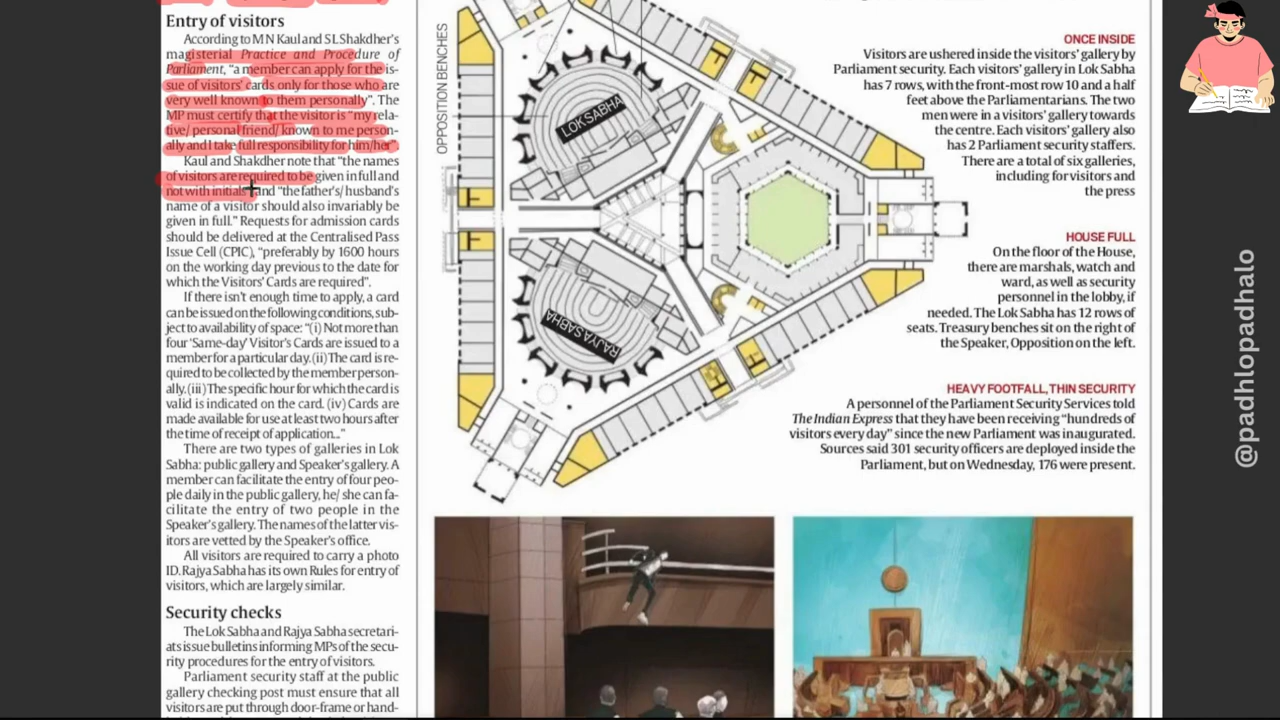 Entry of visitors
According to M N Kaul and S L Shakdher's
magisterial Practice and Procedure of
Parliament, "a member can apply for the is-
sue of visitors' cards only for those who are
very well known to them personally". The
MP must certify that the visitor is "my rela-
tive/ personal friend/ known to me person-
ally and I take full responsibility for him/her".
Kaul and Shakdher note that "the names
of visitors are required to be given in full and
not with initials" and "the father's/ husband's
name of a visitor should also invariably be
given in full." Requests for admission cards
should be delivered at the Centralised Pass
Issue Cell (CPIC), "preferably by 1600 hours
on the working day previous to the date for
which the Visitors' Cards are required".
If there isn't enough time to apply, a card
can be issued on the following conditions, sub-
ject to availability of space: "(i) Not more than
four 'Same-day' Visitor's Cards are issued to a
member for a particular day. (ii) The card is re-
quired to be collected by the member person-
ally. (iii) The specific hour for which the card is
valid is indicated on the card. (iv) Cards are
made available for use at least two hours after
the time of receipt of application..."
There are two types of galleries in Lok
Sabha: public gallery and Speaker's gallery. A
member can facilitate the entry of four peo-
ple daily in the public gallery, he/ she can fa-
cilitate the entry of two people in the
Speaker's gallery. The names of the latter vis-
itors are vetted by the Speaker's office.
All visitors are required to carry a photo
ID. Rajya Sabha has its own Rules for entry of
visitors, which are largely similar.
Security checks
The Lok Sabha and Rajya Sabha secretari-
ats issue bulletins informing MPs of the secu-
rity procedures for the entry of visitors.
Parliament security staff at the public
gallery checking post must ensure that all
visitors are put through door-frame or hand-
OPPOSITION BENCHES
LOK SABHA
RAJYA SABHA
ONCE INSIDE
Visitors are ushered inside the visitors' gallery by
Parliament security. Each visitors' gallery in Lok Sabha
has 7 rows, with the front-most row 10 and a half
feet above the Parliamentarians. The two
men were in a visitors' gallery towards
the centre. Each visitors' gallery also
has 2 Parliament security staffers.
There are a total of six galleries,
including for visitors and
the press
HOUSE FULL
On the floor of the House,
there are marshals, watch and
ward, as well as security
personnel in the lobby, if
needed. The Lok Sabha has 12 rows of
seats. Treasury benches sit on the right of
the Speaker, Opposition on the left.
HEAVY FOOTFALL, THIN SECURITY
A personnel of the Parliament Security Services told
The Indian Express that they have been receiving "hundreds of
visitors every day" since the new Parliament was inaugurated.
Sources said 301 security officers are deployed inside the
Parliament, but on Wednesday, 176 were present.
@padhlopadhalo